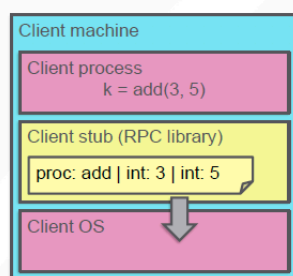 Client machine
Client process
k = add(3, 5)
Client stub (RPC library)
proc: add | int: 3 | int: 5
Client OS